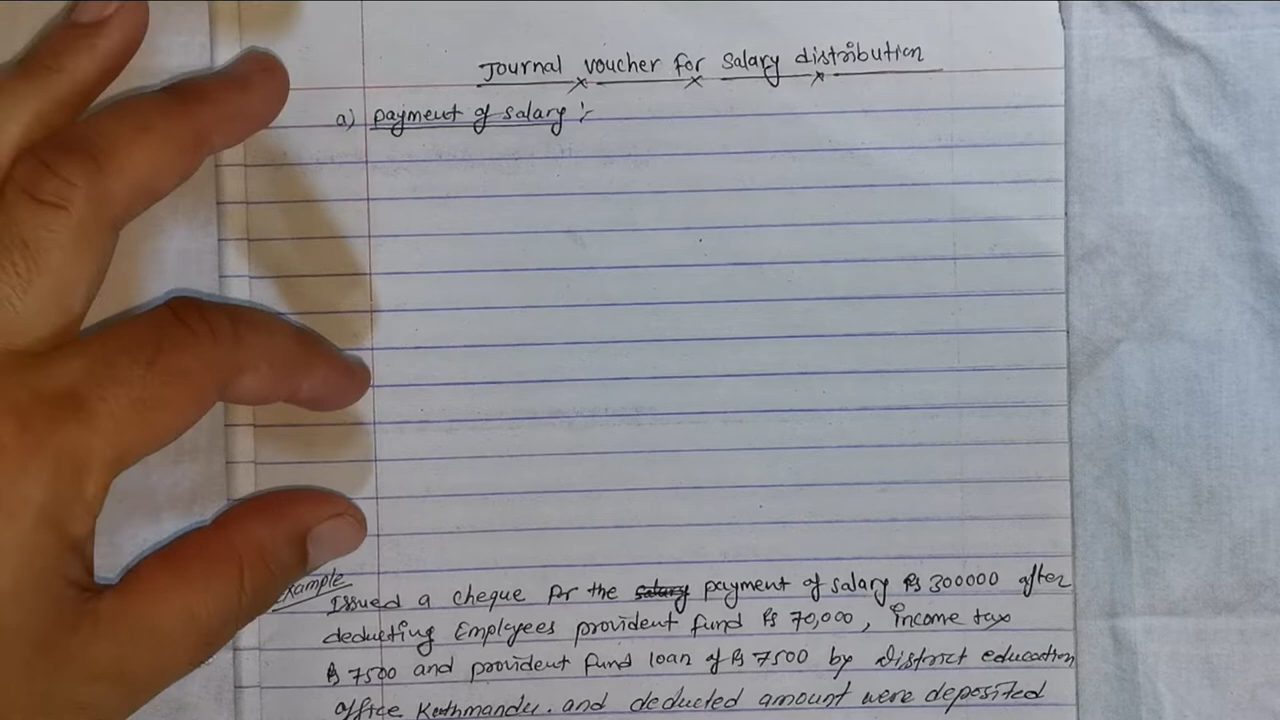 Journal voucher for salary distribution
a) payment of salary :-
Example
Issued a cheque for the salary payment of salary Rs 300000 after
deducting Employees provident fund Rs 70,000, income tax
Rs 7500 and provident fund loan of Rs 7500 by district education
office Kathmandu. and deducted amount were deposited